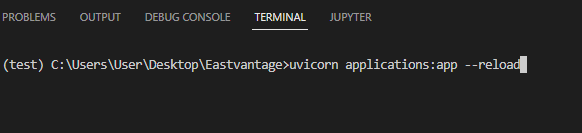 PROBLEMS OUTPUT DEBUG CONSOLE TERMINAL JUPYTER
(test) C:\Users\User\Desktop\Eastvantage>uvicorn applications:app --reload